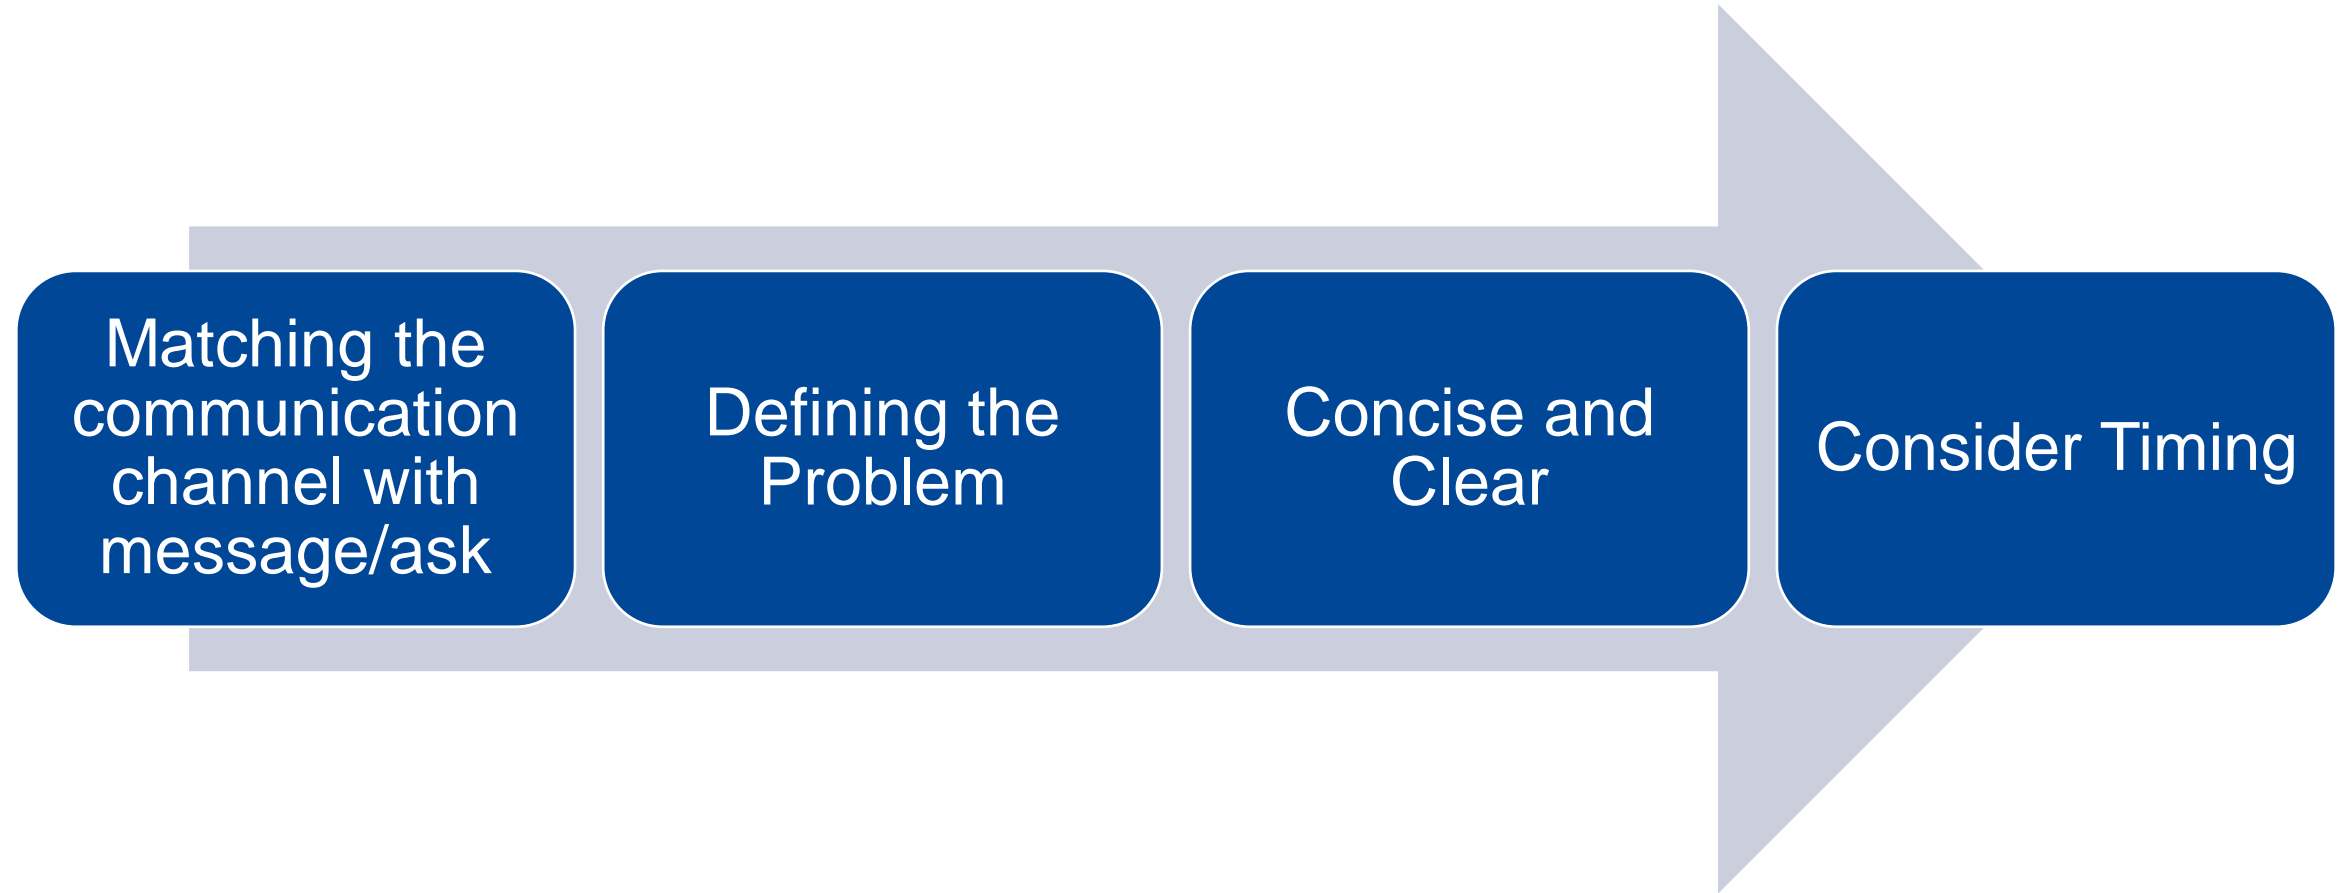 Matching the
communication
channel with
message/ask
Defining the
Problem
Concise and
Clear
Consider Timing